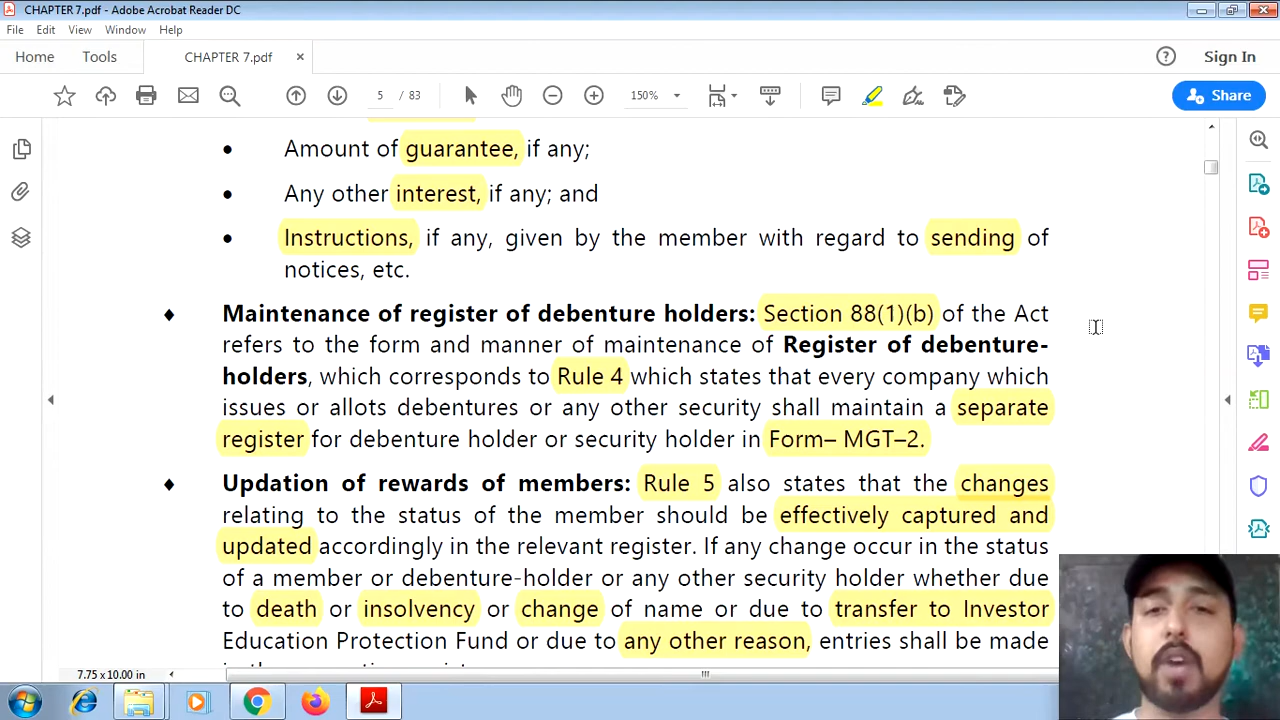 CHAPTER 7.pdf - Adobe Acrobat Reader DC
File Edit View Window Help
Home Tools CHAPTER 7.pdf × Sign In
5 / 83 150% Share
• Amount of guarantee, if any;
• Any other interest, if any; and
• Instructions, if any, given by the member with regard to sending of
notices, etc.
♦ Maintenance of register of debenture holders: Section 88(1)(b) of the Act
refers to the form and manner of maintenance of Register of debenture-
holders, which corresponds to Rule 4 which states that every company which
issues or allots debentures or any other security shall maintain a separate
register for debenture holder or security holder in Form– MGT–2.
♦ Updation of rewards of members: Rule 5 also states that the changes
relating to the status of the member should be effectively captured and
updated accordingly in the relevant register. If any change occur in the status
of a member or debenture-holder or any other security holder whether due
to death or insolvency or change of name or due to transfer to Investor
Education Protection Fund or due to any other reason, entries shall be made
7.75 x 10.00 in